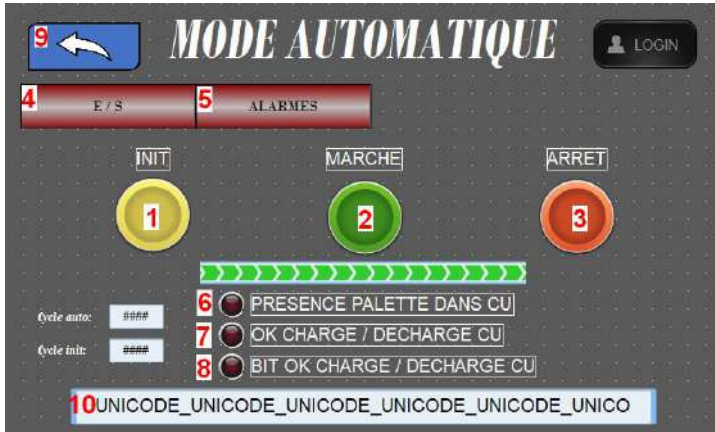 9 MODE AUTOMATIQUE LOGIN
4 E / S 5 ALARMES
INIT MARCHE ARRET
1 2 3
6 PRESENCE PALETTE DANS CU
Cycle auto: ####
7 OK CHARGE / DECHARGE CU
Cycle init: ####
8 BIT OK CHARGE / DECHARGE CU
10 UNICODE_UNICODE_UNICODE_UNICODE_UNICODE_UNICO